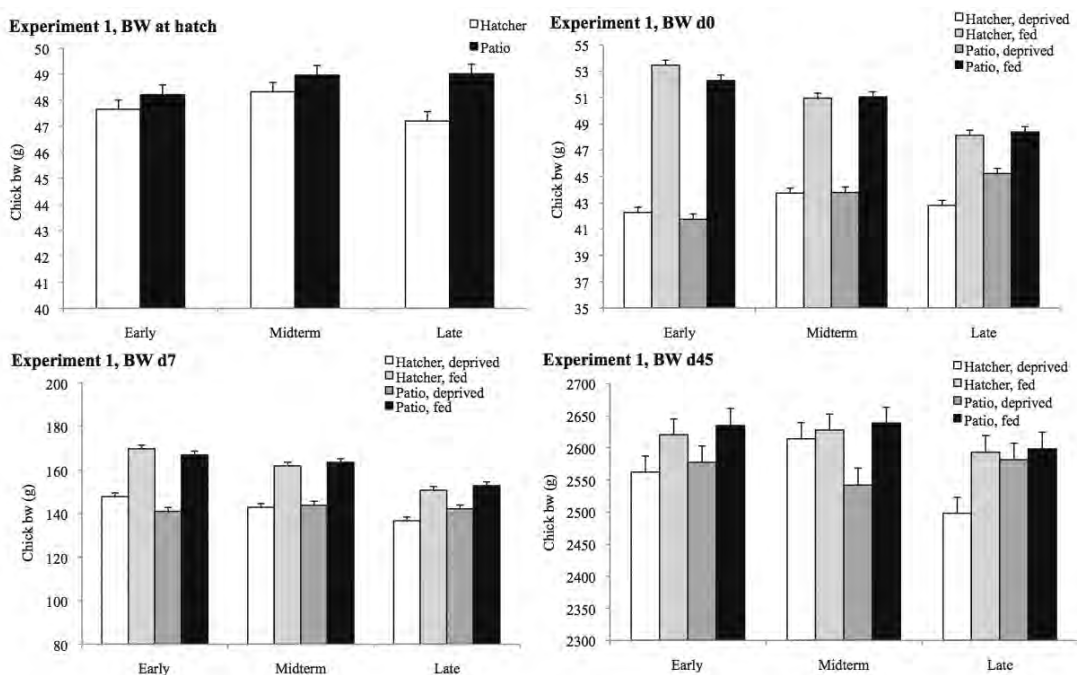 Experiment 1, BW at hatch
Hatcher
Patio
50
49
48
47
46
45
44
43
42
41
40
Chick bw (g)
Early
Midterm
Late
Experiment 1, BW d0
Hatcher, deprived
Hatcher, fed
Patio, deprived
Patio, fed
55
53
51
49
47
45
43
41
39
37
35
Chick bw (g)
Early
Midterm
Late
Experiment 1, BW d7
Hatcher, deprived
Hatcher, fed
Patio, deprived
Patio, fed
200
180
160
140
120
100
80
Chick bw (g)
Early
Midterm
Late
Experiment 1, BW d45
Hatcher, deprived
Hatcher, fed
Patio, deprived
Patio, fed
2700
2650
2600
2550
2500
2450
2400
2350
2300
Chick bw (g)
Early
Midterm
Late